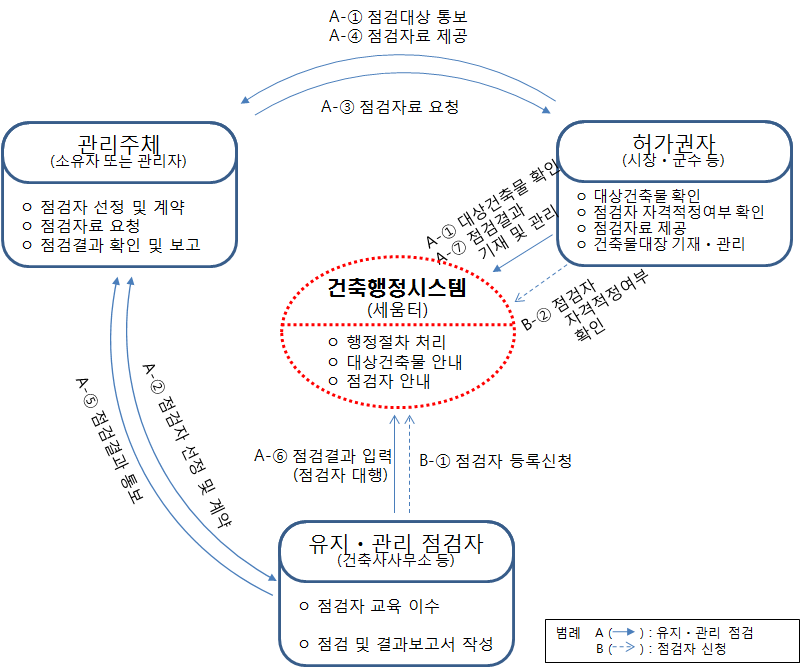 A-① 점검대상 통보
A-④ 점검자료 제공
A-③ 점검자료 요청
관리주체
(소유자 또는 관리자)
ㅇ 점검자 선정 및 계약
ㅇ 점검자료 요청
ㅇ 점검결과 확인 및 보고
허가권자
(시장・군수 등)
ㅇ 대상건축물 확인
ㅇ 점검자 자격적정여부 확인
ㅇ 점검자료 제공
ㅇ 건축물대장 기재・관리
A-① 대상건축물 확인
A-⑦ 점검결과
기재 및 관리
B-② 점검자
자격적정여부
확인
건축행정시스템
(세움터)
ㅇ 행정절차 처리
ㅇ 대상건축물 안내
ㅇ 점검자 안내
A-② 점검자 선정 및 계약
A-⑤ 점검결과 통보
A-⑥ 점검결과 입력
(점검자 대행)
B-① 점검자 등록신청
유지・관리 점검자
(건축사사무소 등)
ㅇ 점검자 교육 이수
ㅇ 점검 및 결과보고서 작성
범례 A ( ) : 유지・관리 점검
B ( ) : 점검자 신청